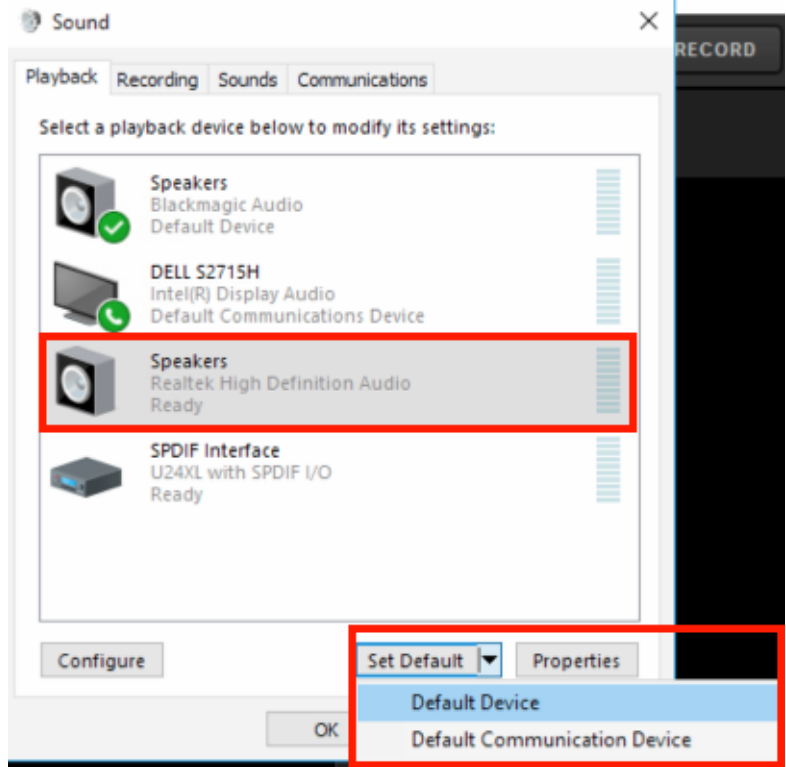 Sound
RECORD
Playback Recording Sounds Communications
Select a playback device below to modify its settings:
Speakers
Blackmagic Audio
Default Device
DELL S2715H
Intel(R) Display Audio
Default Communications Device
Speakers
Realtek High Definition Audio
Ready
SPDIF Interface
U24XL with SPDIF I/O
Ready
Configure Set Default Properties
Default Device
OK
Default Communication Device